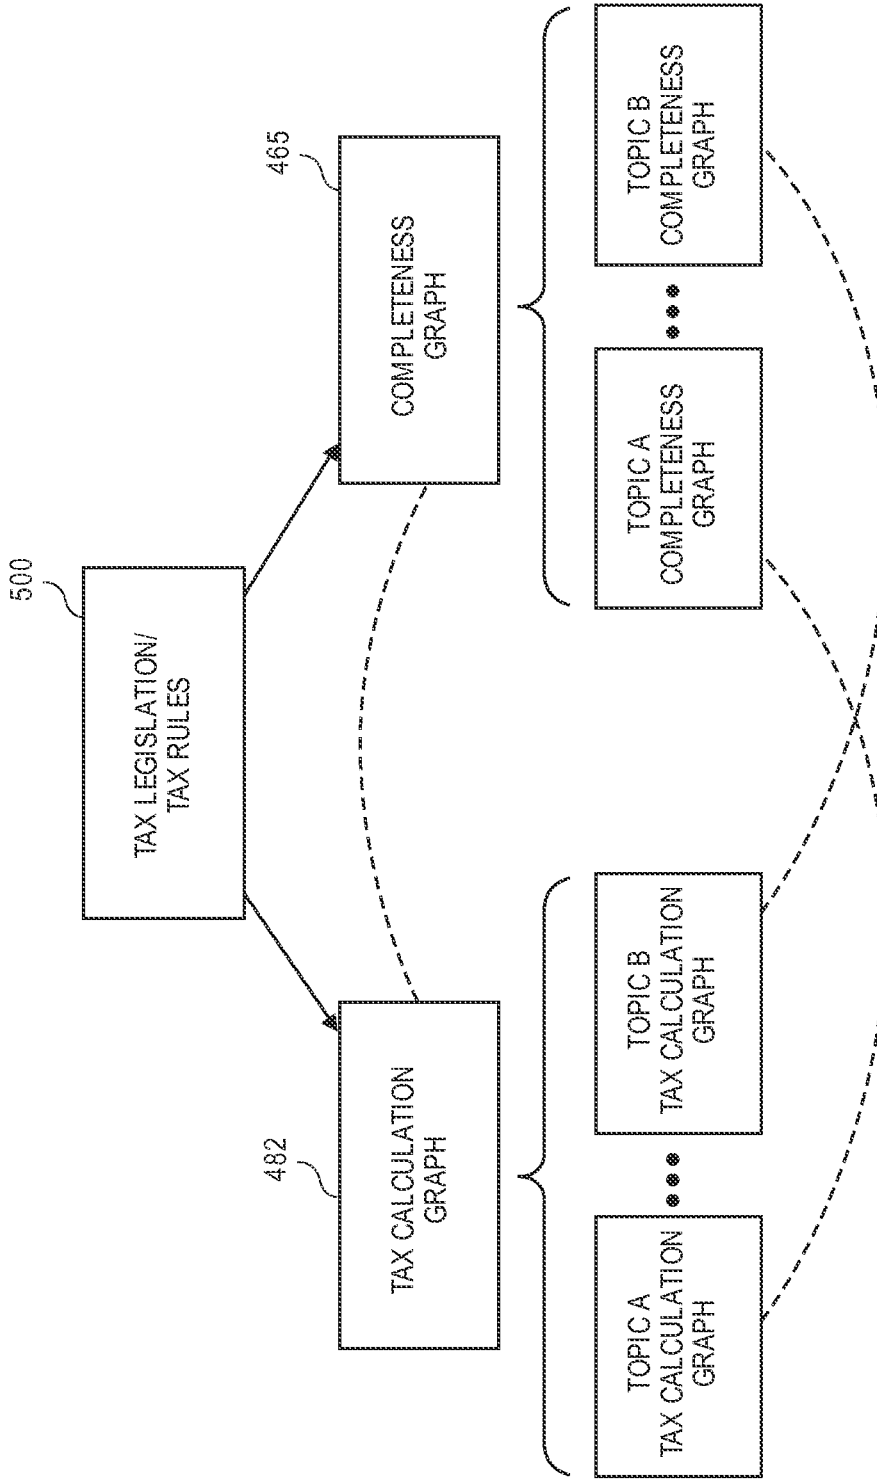 500
TAX LEGISLATION/
TAX RULES
482
TAX CALCULATION
GRAPH
465
COMPLETENESS
GRAPH
TOPIC A
TAX CALCULATION
GRAPH
TOPIC B
TAX CALCULATION
GRAPH
TOPIC A
COMPLETENESS
GRAPH
TOPIC B
COMPLETENESS
GRAPH